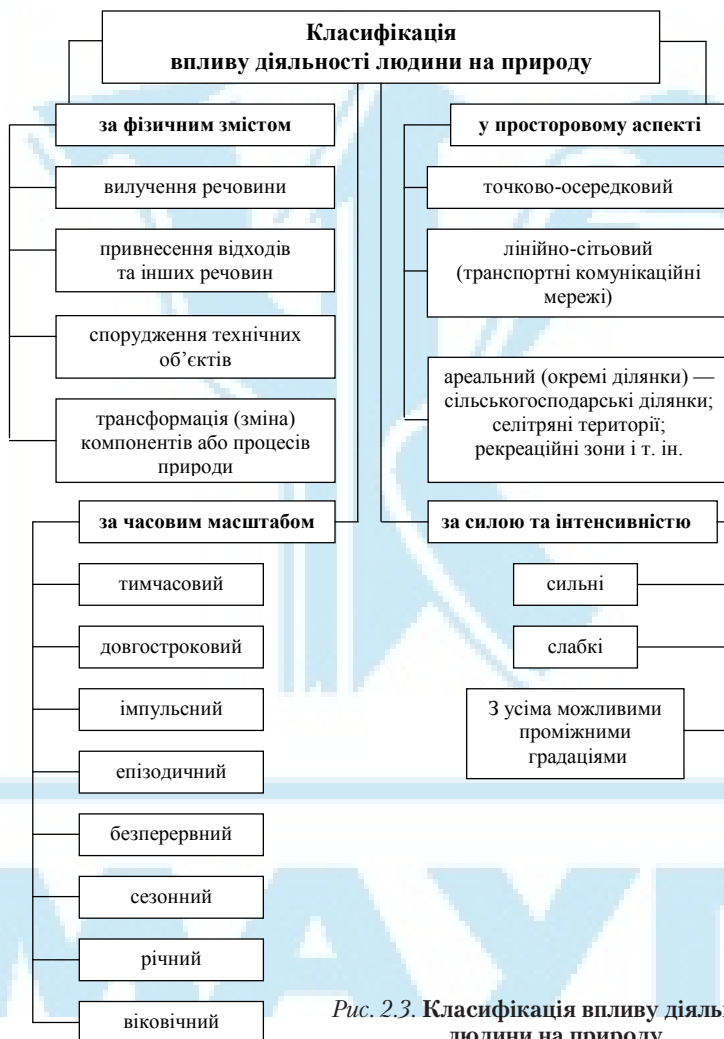 Класифікація
впливу діяльності людини на природу
за фізичним змістом
вилучення речовини
привнесення відходів
та інших речовин
спорудження технічних
об’єктів
трансформація (зміна)
компонентів або процесів
природи
у просторовому аспекті
точково-осередковий
лінійно-сітьовий
(транспортні комунікаційні
мережі)
ареальний (окремі ділянки) —
сільськогосподарські ділянки;
селітряні території;
рекреаційні зони і т. ін.
за часовим масштабом
тимчасовий
довгостроковий
імпульсний
епізодичний
безперервний
сезонний
річний
віковічний
за силою та інтенсивністю
сильні
слабкі
З усіма можливими
проміжними
градаціями
Рис. 2.3. Класифікація впливу
людини на природу
МАУП